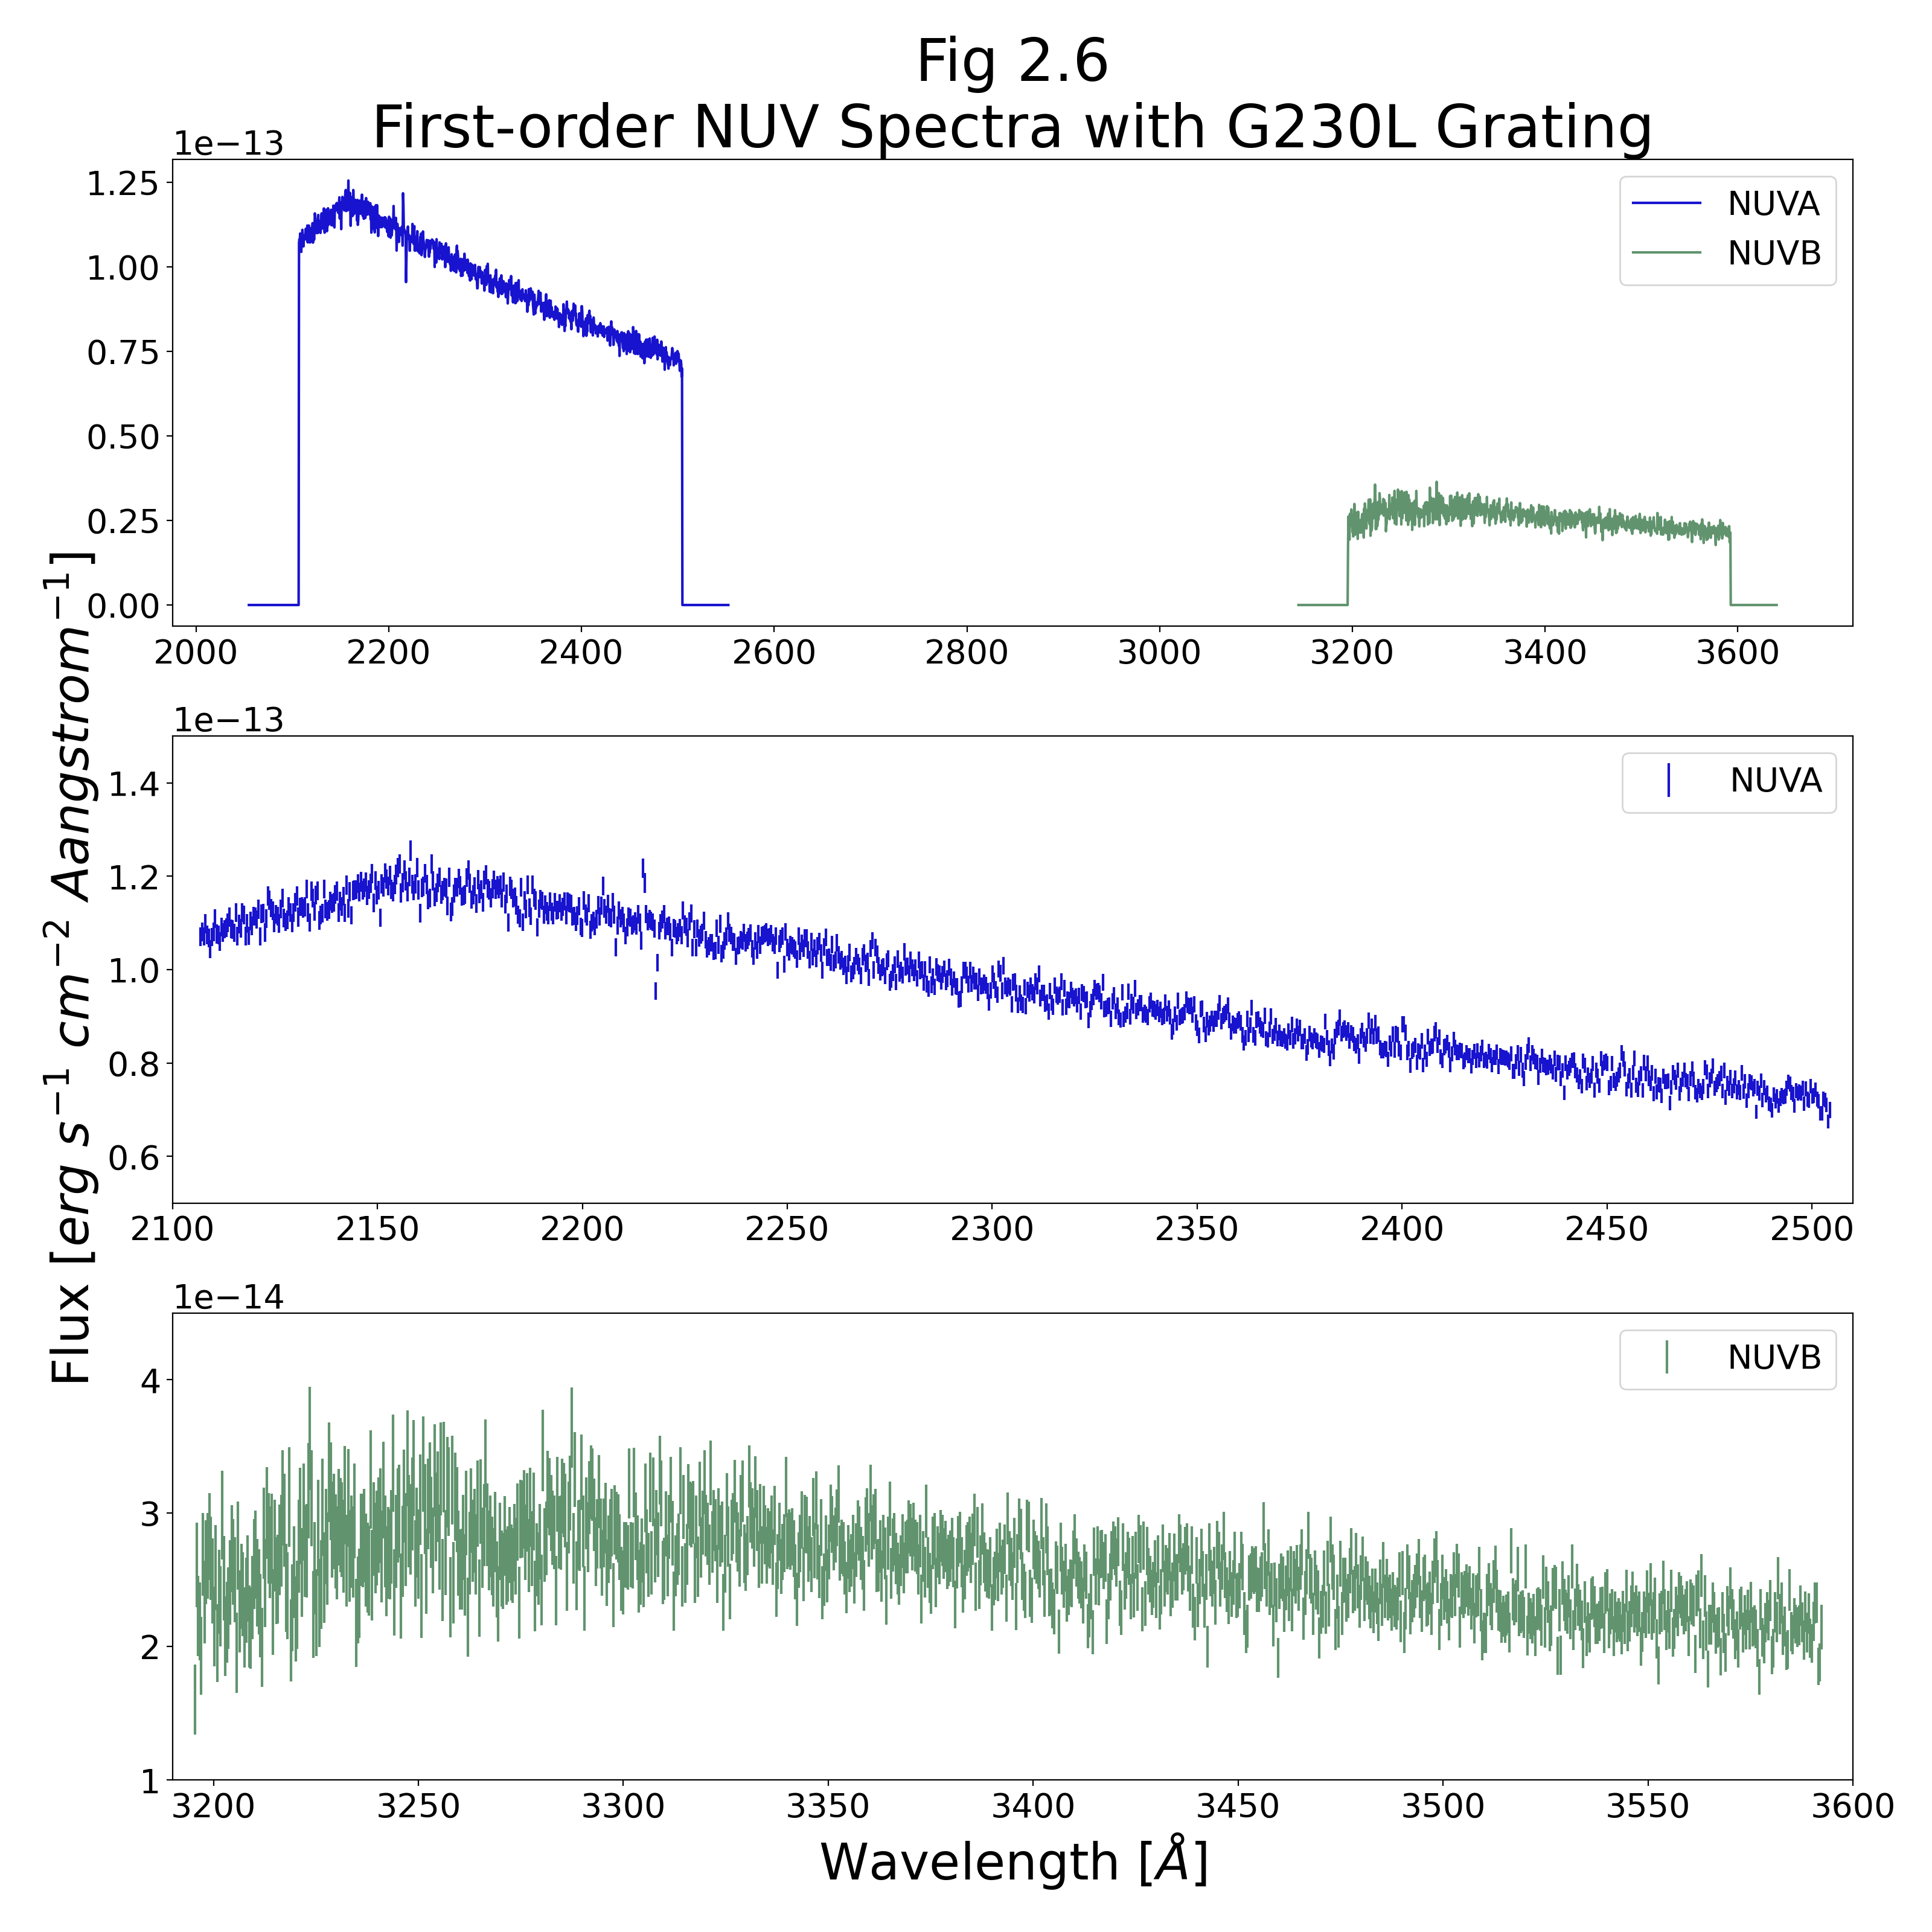 Fig 2.6
First-order NUV Spectra with G230L Grating
1e−13
1.25
1.00
0.75
0.50
0.25
0.00
NUVA
NUVB
2000 2200 2400 2600 2800 3000 3200 3400 3600
1e−13
1.4
1.2
1.0
0.8
0.6
NUVA
2100 2150 2200 2250 2300 2350 2400 2450 2500
Flux [erg s⁻¹ cm⁻² Aangstrom⁻¹]
1e−14
4
3
2
1
NUVB
3200 3250 3300 3350 3400 3450 3500 3550 3600
Wavelength [Å]